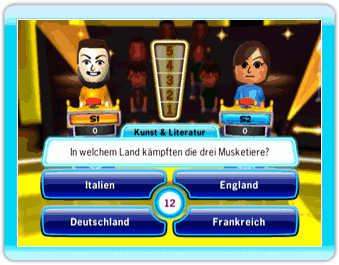 5
4
3
2
1
S1
S2
0
0
Kunst & Literatur
In welchem Land kämpften die drei Musketiere?
Italien
England
12
Deutschland
Frankreich